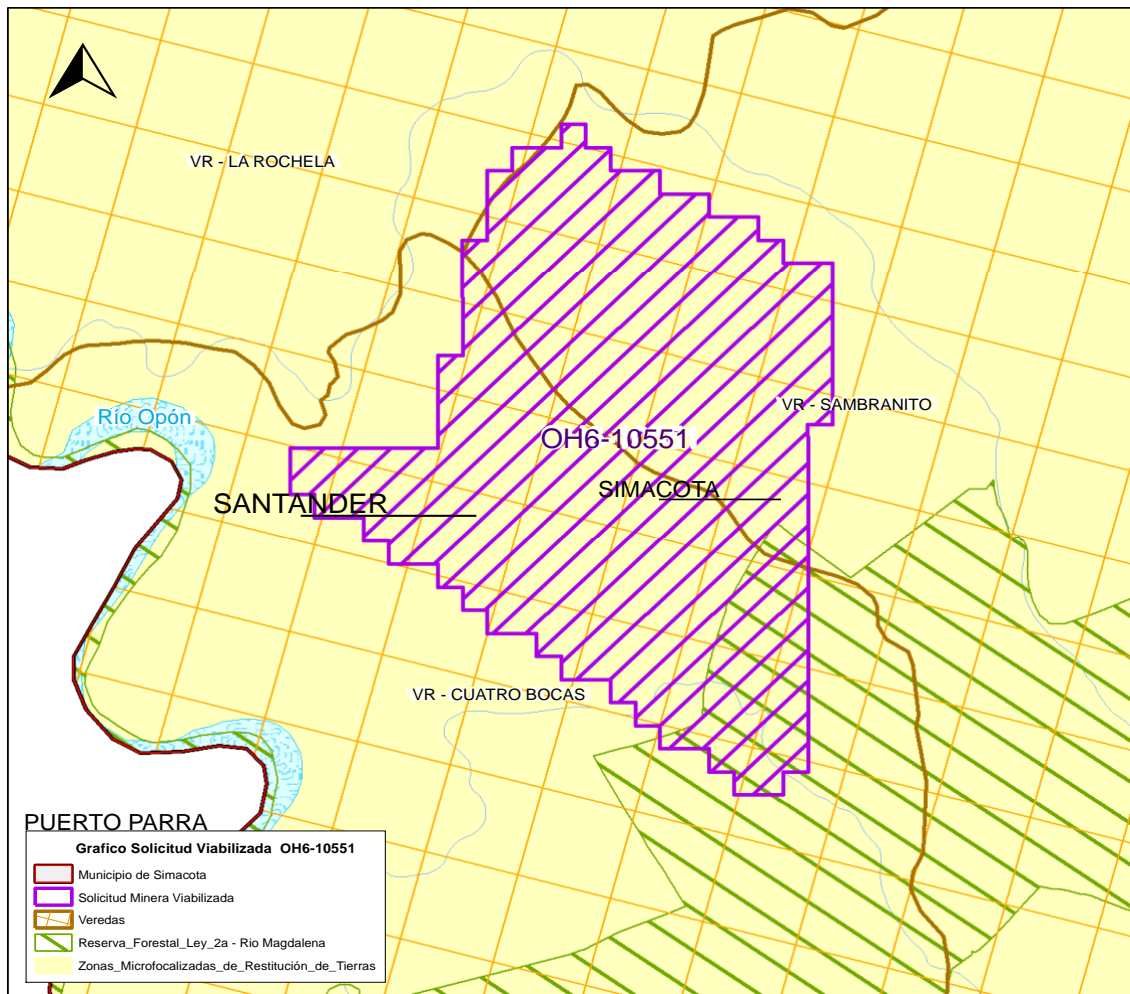 VR - LA ROCHELA
VR - SAMBRANITO
Río Opón
OH6-10551
SIMACOTA
SANTANDER
VR - CUATRO BOCAS
PUERTO PARRA
Grafico Solicitud Viabilizada OH6-10551
Municipio de Simacota
Solicitud Minera Viabilizada
Veredas
Reserva_Forestal_Ley_2a - Rio Magdalena
Zonas_Microfocalizadas_de_Restitución_de_Tierras